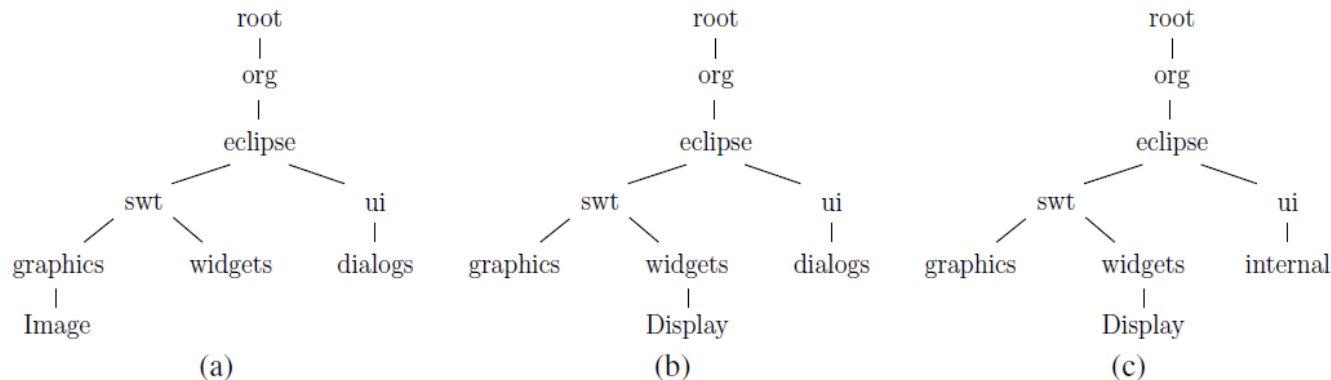 root root root
org org org
eclipse eclipse eclipse
swt ui swt ui swt ui
graphics widgets dialogs graphics widgets dialogs graphics widgets internal
Image Display Display
(a) (b) (c)